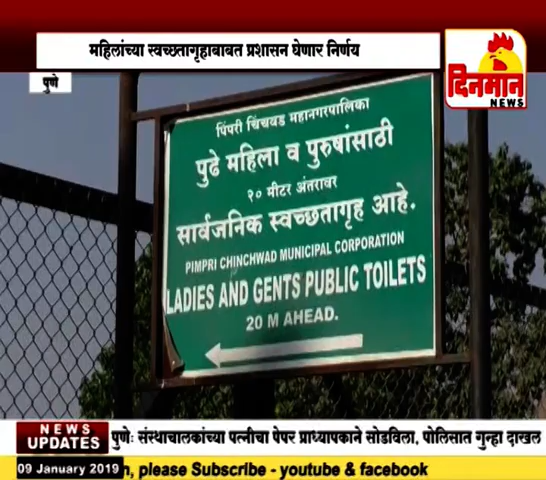 महिलांच्या स्वच्छतागृहाबाबत प्रशासन घेणार निर्णय
दिनमान
NEWS
पुणे
पिंपरी चिंचवड महानगरपालिका
पुढे महिला व पुरुषांसाठी
२० मीटर अंतरावर
सार्वजनिक स्वच्छतागृह आहे.
PIMPRI CHINCHWAD MUNICIPAL CORPORATION
LADIES AND GENTS PUBLIC TOILETS
20 M AHEAD.
NEWS
UPDATES
पुणेः संस्थाचालकांच्या पत्नीचा पेपर प्राध्यापकाने सोडविला, पोलिसात गुन्हा दाखल
09 January 2019
, please Subscribe - youtube & facebook